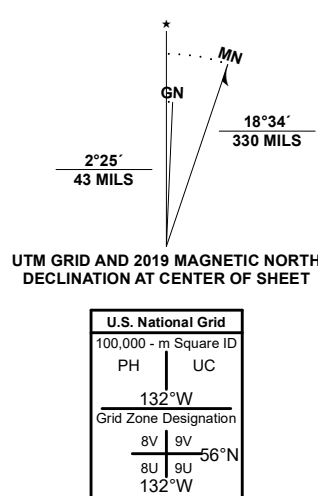 ★
MN
GN
18°34´
330 MILS
2°25´
43 MILS
UTM GRID AND 2019 MAGNETIC NORTH
DECLINATION AT CENTER OF SHEET
U.S. National Grid
100,000 - m Square ID
PH UC
132°W
Grid Zone Designation
8V 9V
56°N
8U 9U
132°W